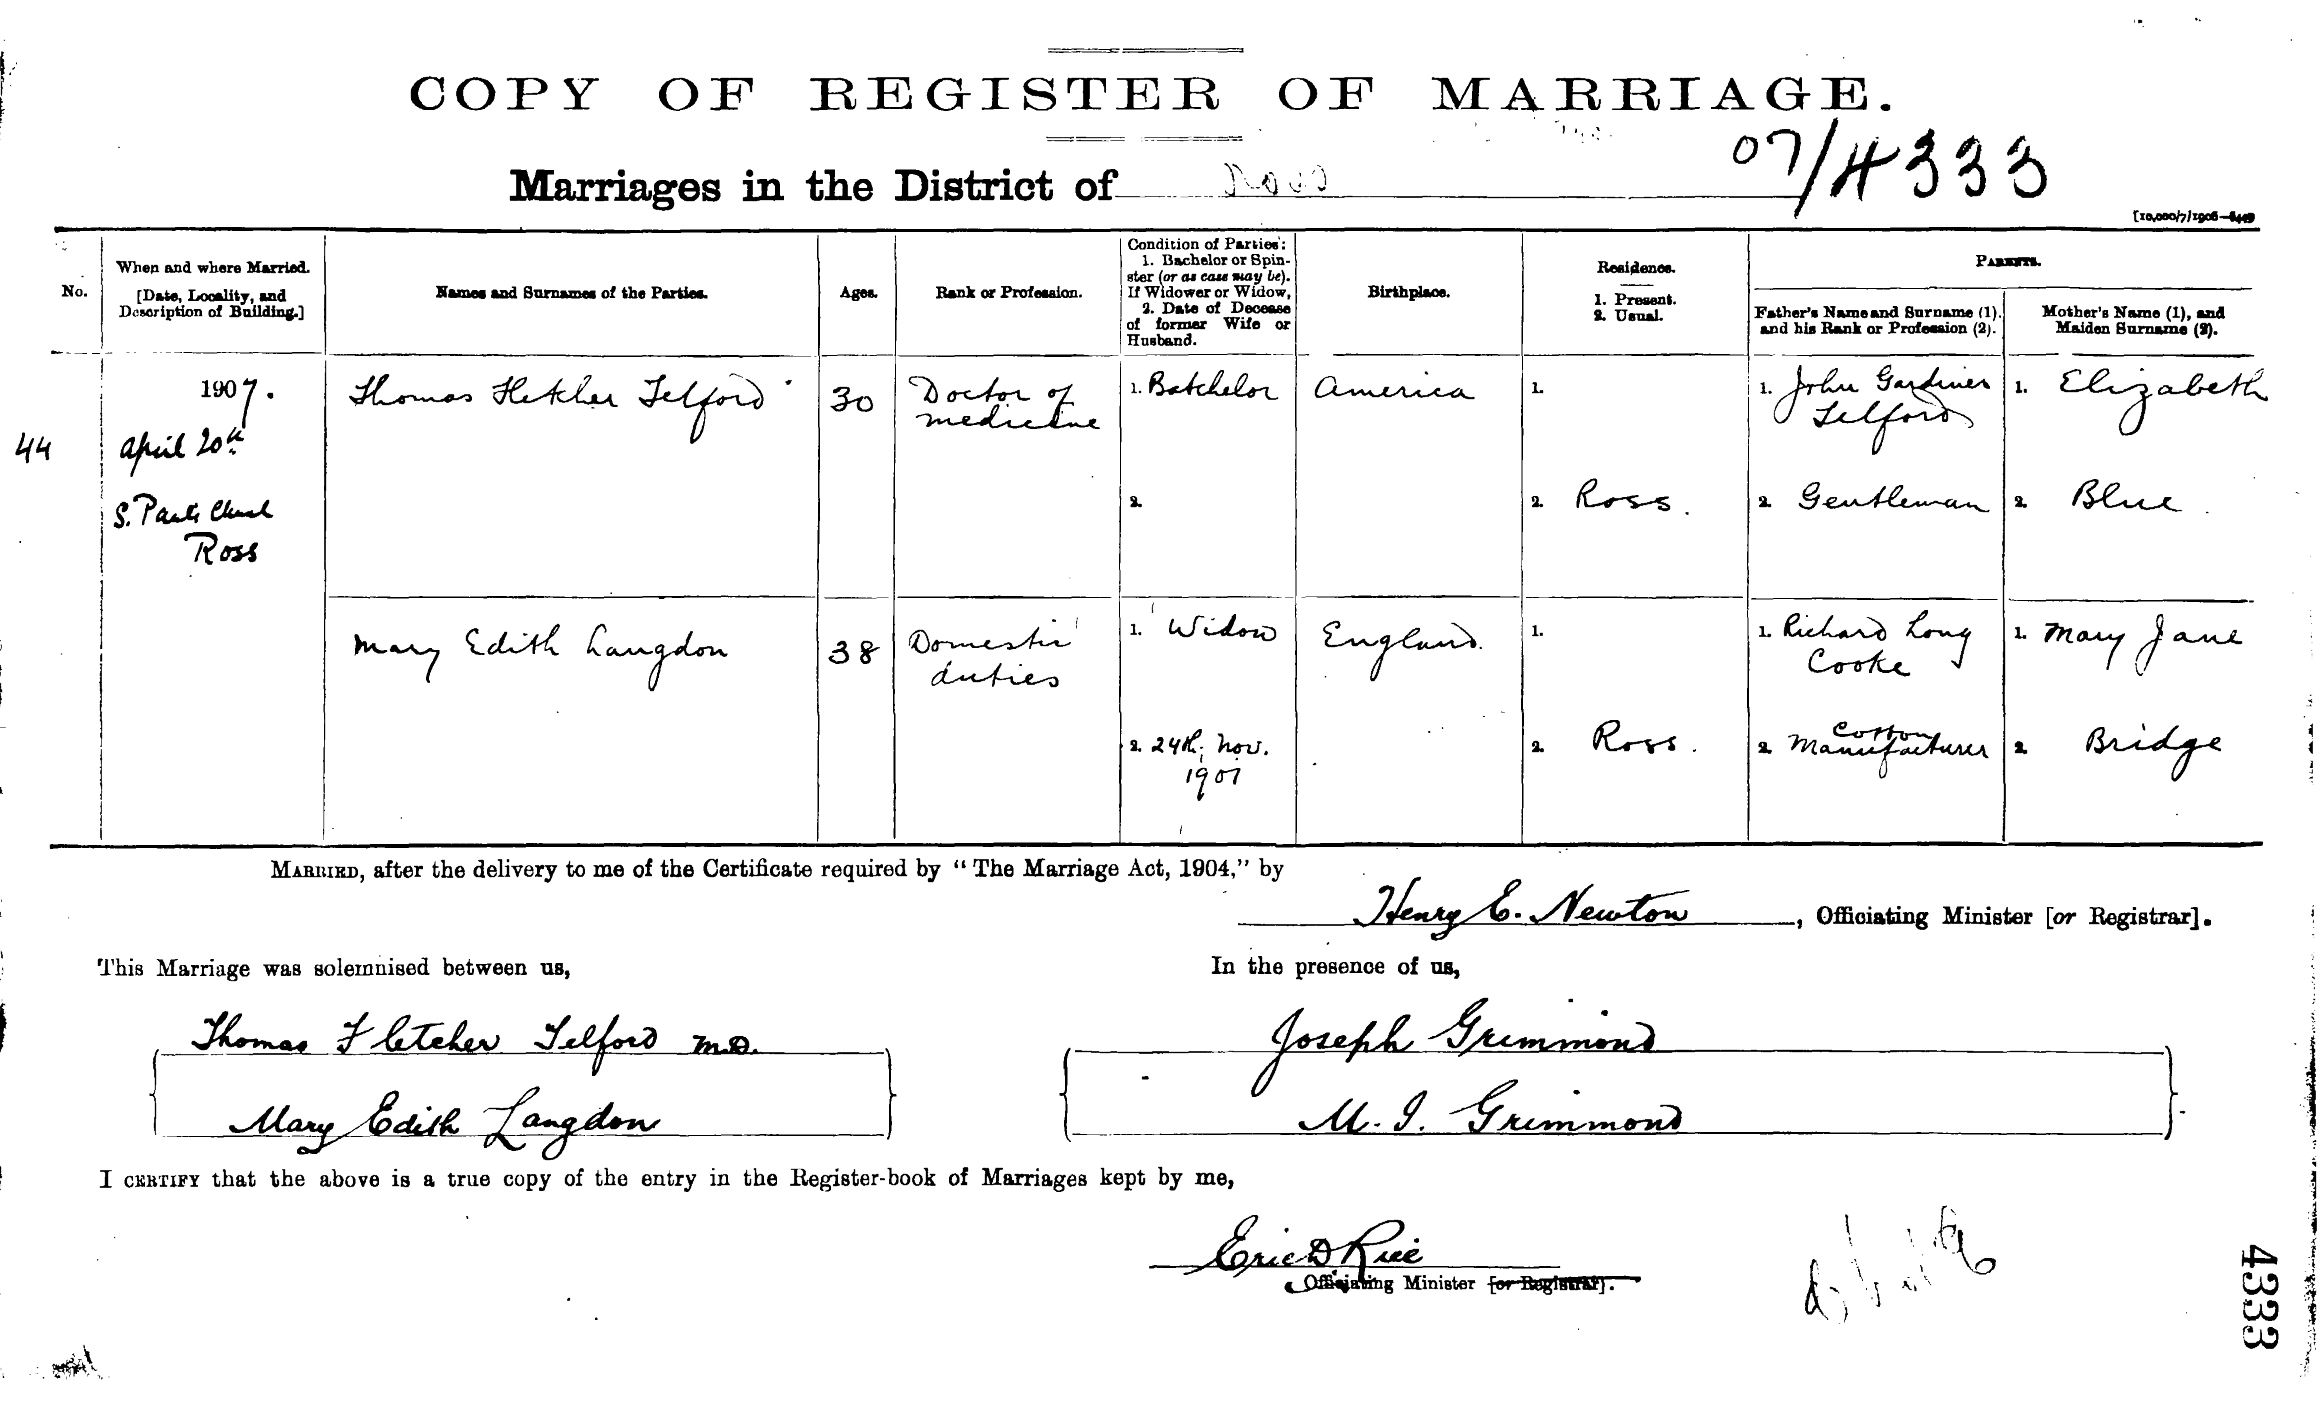 COPY OF REGISTER OF MARRIAGE.
07/4333
Marriages in the District of Ross
[10,000/7/1906—
No.
When and where Married.
[Date, Locality, and
Description of Building.]
Names and Surnames of the Parties.
Ages.
Rank or Profession.
Condition of Parties:
1. Bachelor or Spin-
ster (or as case may be).
If Widower or Widow,
2. Date of Decease
of former Wife or
Husband.
Birthplace.
Residence.
1. Present.
2. Usual.
PARENTS.
Father's Name and Surname (1).
and his Rank or Profession (2).
Mother's Name (1), and
Maiden Surname (2).
44
1907.
April 20th
S. Pauls Church
Ross
Thomas Fletcher Telford
30
Doctor of
medicine
1. Batchelor
2.
America
1.
2. Ross.
1. John Gardiner
Telford
2. Gentleman
1. Elizabeth
2. Blue
Mary Edith Langdon
38
Domestic
duties
1. Widow
2. 24th. Nov.
1901
England.
1.
2. Ross.
1. Richard Long
Cooke
2. Cotton
Manufacturer
1. Mary Jane
2. Bridge
MARRIED, after the delivery to me of the Certificate required by "The Marriage Act, 1904," by
Henry E. Newton, Officiating Minister [or Registrar].
This Marriage was solemnised between us,
In the presence of us,
Thomas Fletcher Telford M.D.
Mary Edith Langdon
Joseph Grimmond
M. I. Grimmond
I CERTIFY that the above is a true copy of the entry in the Register-book of Marriages kept by me,
Eric D Rice
Officiating Minister [or Registrar].
4333